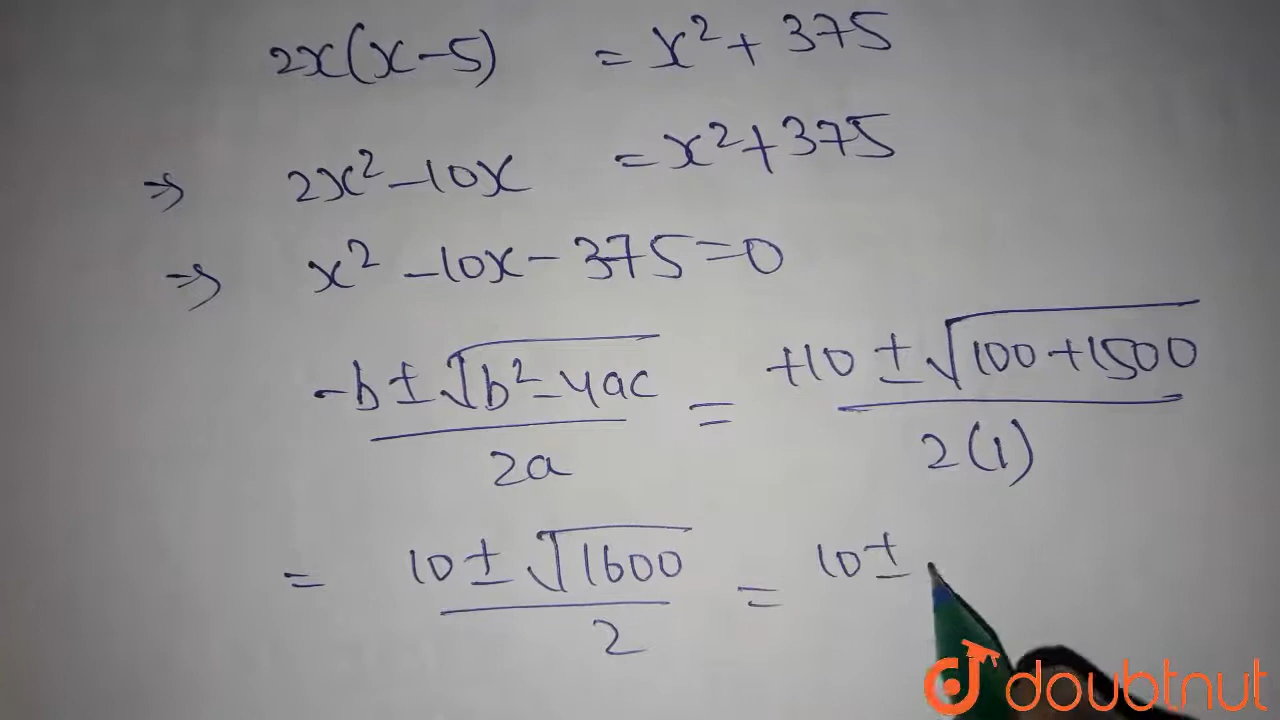 2x(x-5) = x² + 375
⇒ 2x² - 10x = x² + 375
⇒ x² - 10x - 375 = 0
-b ± √(b² - 4ac) / 2a = +10 ± √(100 + 1500) / 2(1)
= 10 ± √1600 / 2 = 10 ±
doubtnut